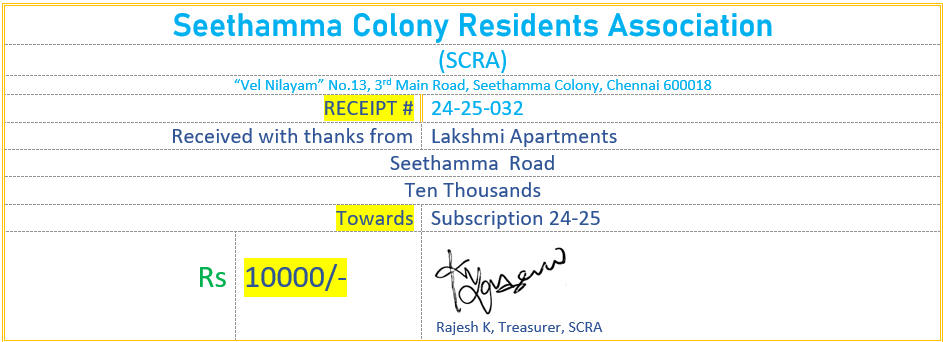 Seethamma Colony Residents Association
(SCRA)
“Vel Nilayam” No.13, 3rd Main Road, Seethamma Colony, Chennai 600018
RECEIPT # 24-25-032
Received with thanks from Lakshmi Apartments
Seethamma Road
Ten Thousands
Towards Subscription 24-25
Rs 10000/-
Rajesh K, Treasurer, SCRA